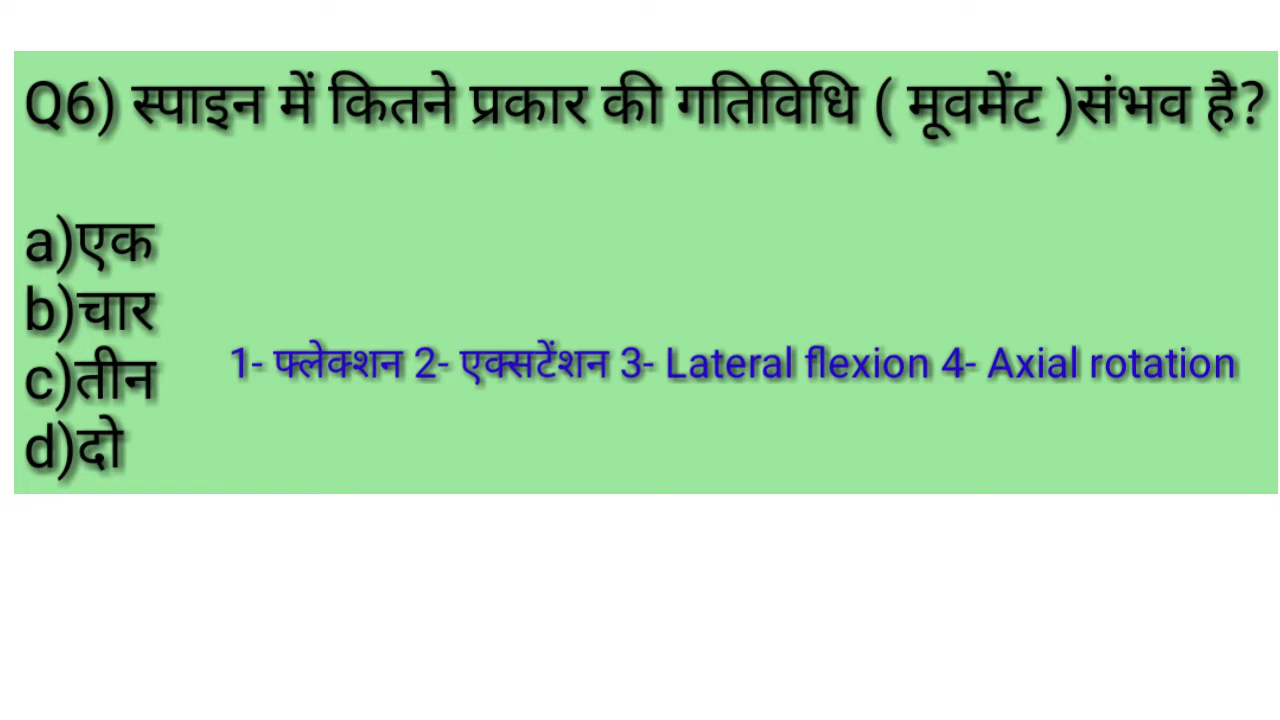 Q6) स्पाइन में कितने प्रकार की गतिविधि ( मूवमेंट )संभव है?
a)एक
b)चार
c)तीन
1- फ्लेक्शन 2- एक्सटेंशन 3- Lateral flexion 4- Axial rotation
d)दो